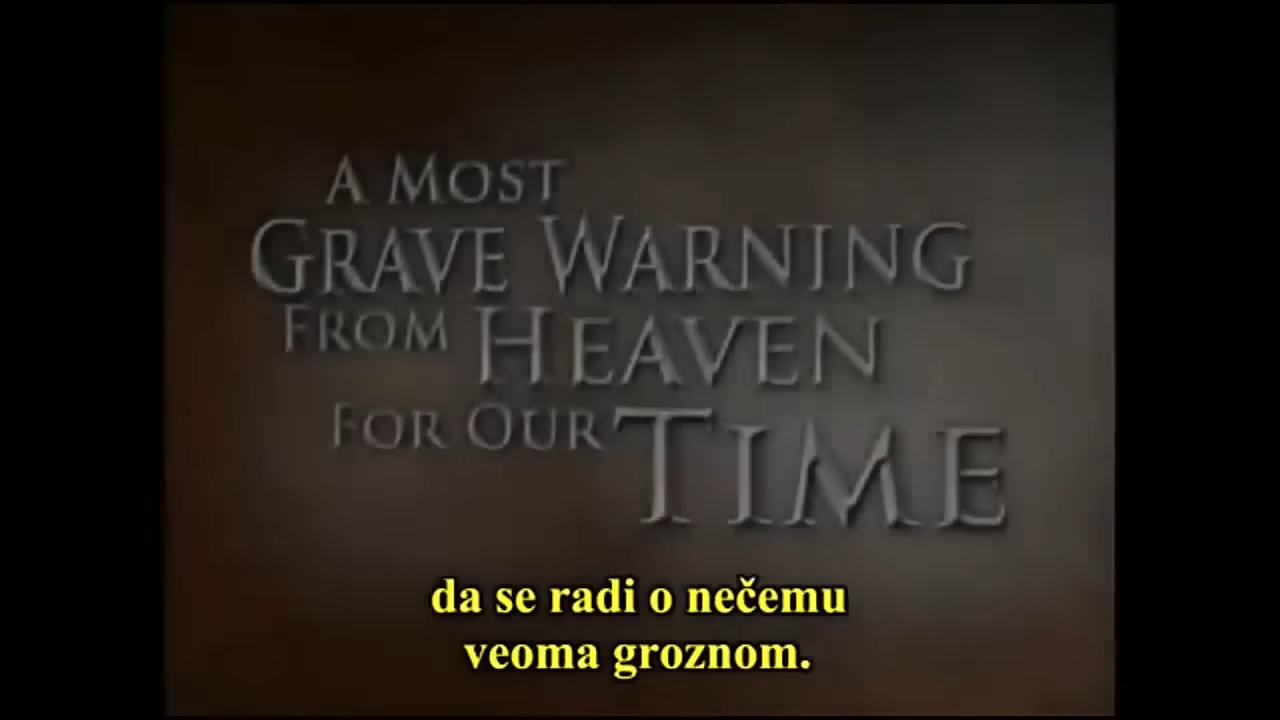 A MOST
GRAVE WARNING
FROM HEAVEN
FOR OUR TIME
da se radi o nečemu
veoma groznom.